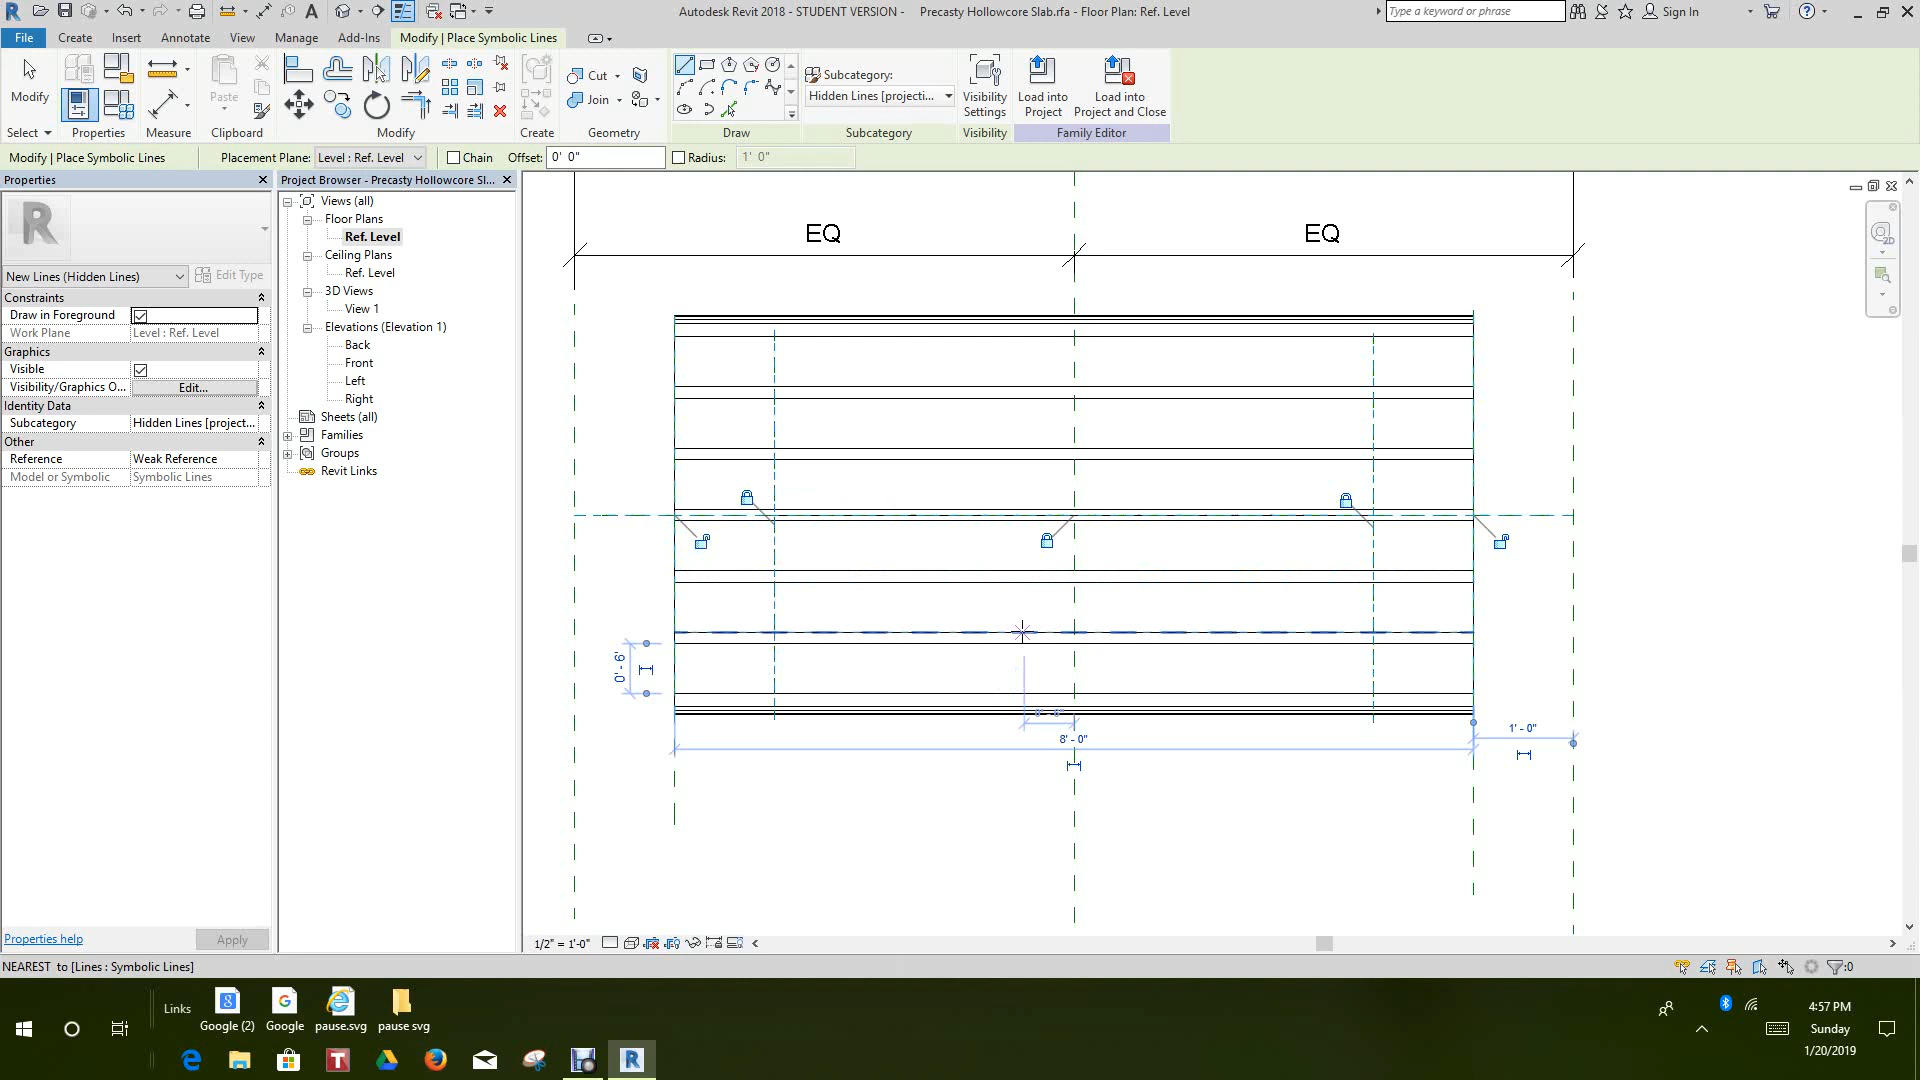 Autodesk Revit 2018 - STUDENT VERSION - Precasty Hollowcore Slab.rfa - Floor Plan: Ref. Level
Type a keyword or phrase
Sign In
File Create Insert Annotate View Manage Add-Ins Modify | Place Symbolic Lines
Modify
Paste
Cut
Join
Subcategory:
Hidden Lines [projecti...
Visibility Settings
Load into Project
Load into Project and Close
Select Properties Measure Clipboard Modify Create Geometry Draw Subcategory Visibility Family Editor
Modify | Place Symbolic Lines Placement Plane: Level : Ref. Level Chain Offset: 0' 0" Radius: 1' 0"
Properties
New Lines (Hidden Lines) Edit Type
Constraints
Draw in Foreground
Work Plane Level : Ref. Level
Graphics
Visible
Visibility/Graphics O... Edit...
Identity Data
Subcategory Hidden Lines [project...
Other
Reference Weak Reference
Model or Symbolic Symbolic Lines
Properties help Apply
Project Browser - Precasty Hollowcore Sl...
Views (all)
Floor Plans
Ref. Level
Ceiling Plans
Ref. Level
3D Views
View 1
Elevations (Elevation 1)
Back
Front
Left
Right
Sheets (all)
Families
Groups
Revit Links
EQ EQ
0' - 6"
8' - 0"
1' - 0"
1/2" = 1'-0"
NEAREST to [Lines : Symbolic Lines]
:0
Links
Google (2) Google pause.svg pause svg
4:57 PM
Sunday
1/20/2019